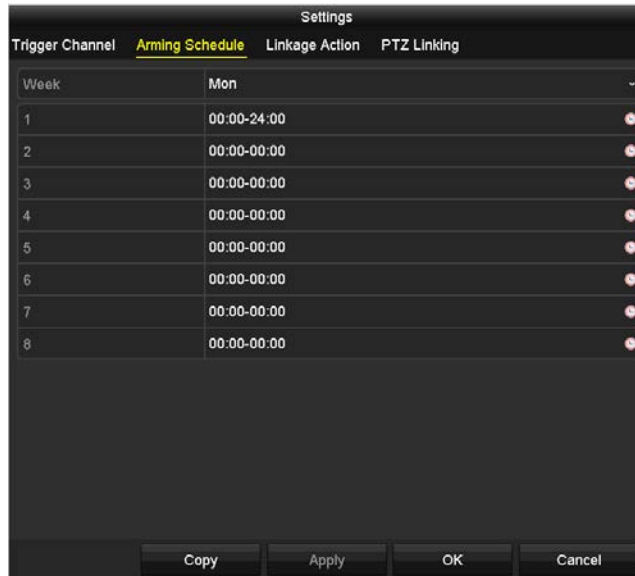 Settings
Trigger Channel Arming Schedule Linkage Action PTZ Linking
Week Mon
1 00:00-24:00
2 00:00-00:00
3 00:00-00:00
4 00:00-00:00
5 00:00-00:00
6 00:00-00:00
7 00:00-00:00
8 00:00-00:00
Copy Apply OK Cancel